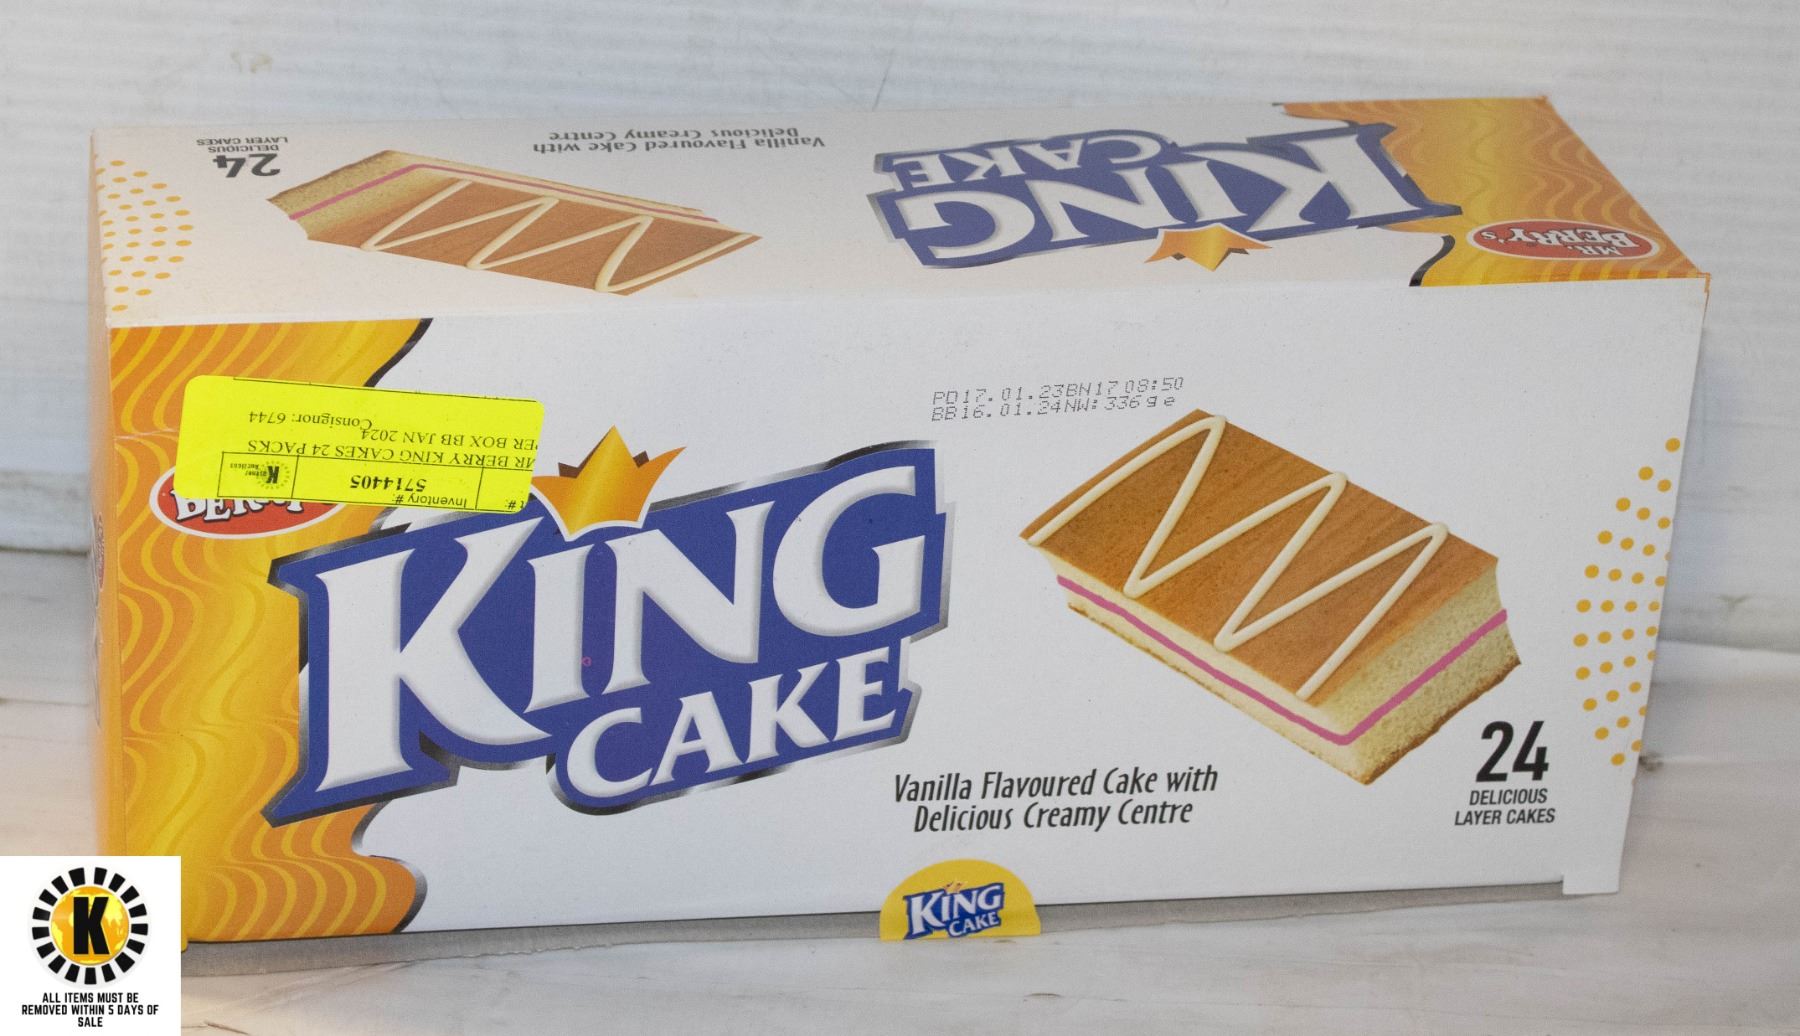 24
DELICIOUS
LAYER CAKES
Vanilla Flavoured Cake with
Delicious Creamy Centre
KING
CAKE
MR.
BERRY'S
PD17.01.23BN17 08:50
BB16.01.24NW: 336 g e
t #:
Inventory #:
5714405
MR BERRY KING CAKES 24 PACKS
PER BOX BB JAN 2024
Consignor: 6744
KING
CAKE
Vanilla Flavoured Cake with
Delicious Creamy Centre
24
DELICIOUS
LAYER CAKES
KING
CAKE
K
ALL ITEMS MUST BE
REMOVED WITHIN 5 DAYS OF
SALE